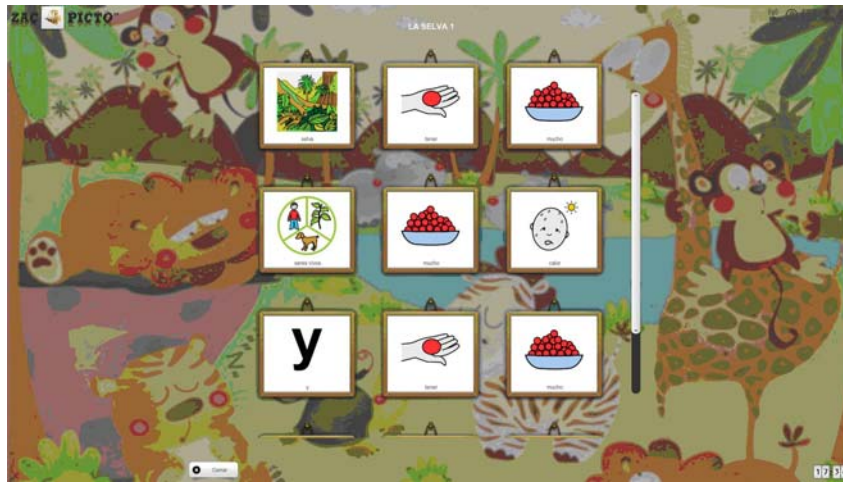 ZAC PICTO
LA SELVA 1
selva
tener
mucho
seres vivos
mucho
calor
y
y
tener
mucho
Cerrar